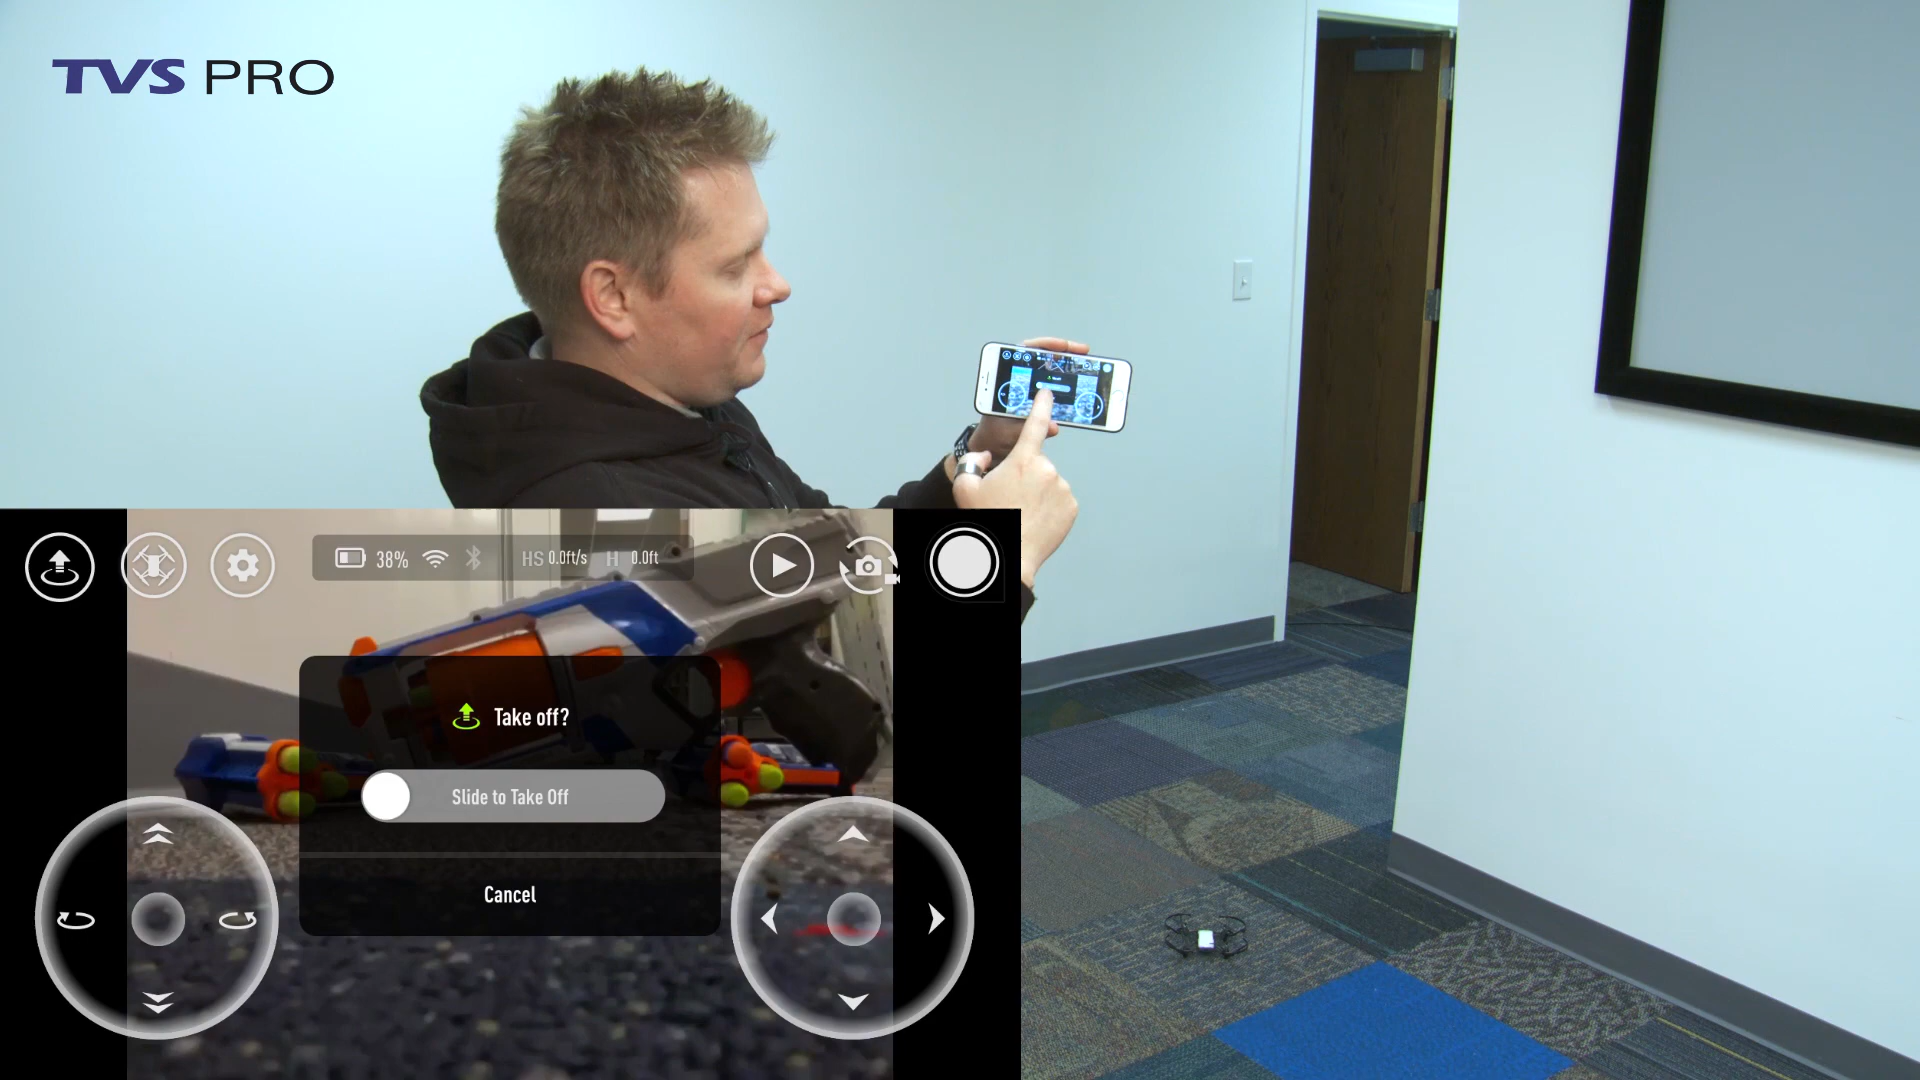 TVS PRO
38% HS 0.0ft/s H 0.0ft
Take off?
Slide to Take Off
Cancel